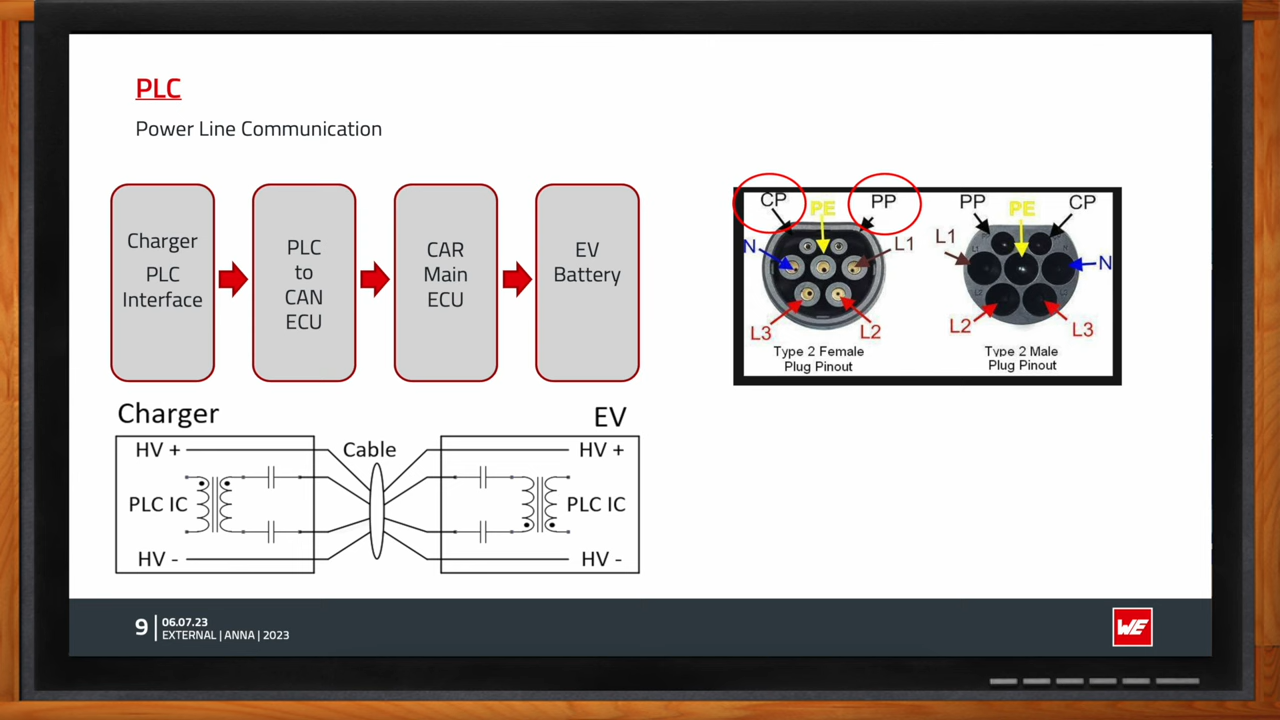 PLC
Power Line Communication
Charger
PLC
Interface
PLC
to
CAN
ECU
CAR
Main
ECU
EV
Battery
CP
PE
PP
N
L1
L3
L2
Type 2 Female
Plug Pinout
PP
PE
CP
L1
N
L2
L3
Type 2 Male
Plug Pinout
Charger
EV
HV +
Cable
HV +
PLC IC
PLC IC
HV -
HV -
9
06.07.23
EXTERNAL | ANNA | 2023
WE